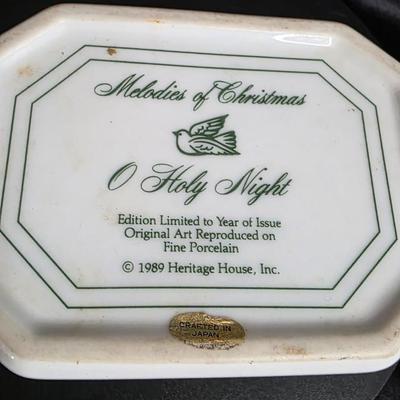 Melodies of Christmas
O Holy Night
Edition Limited to Year of Issue
Original Art Reproduced on
Fine Porcelain
© 1989 Heritage House, Inc.
CRAFTED IN
JAPAN